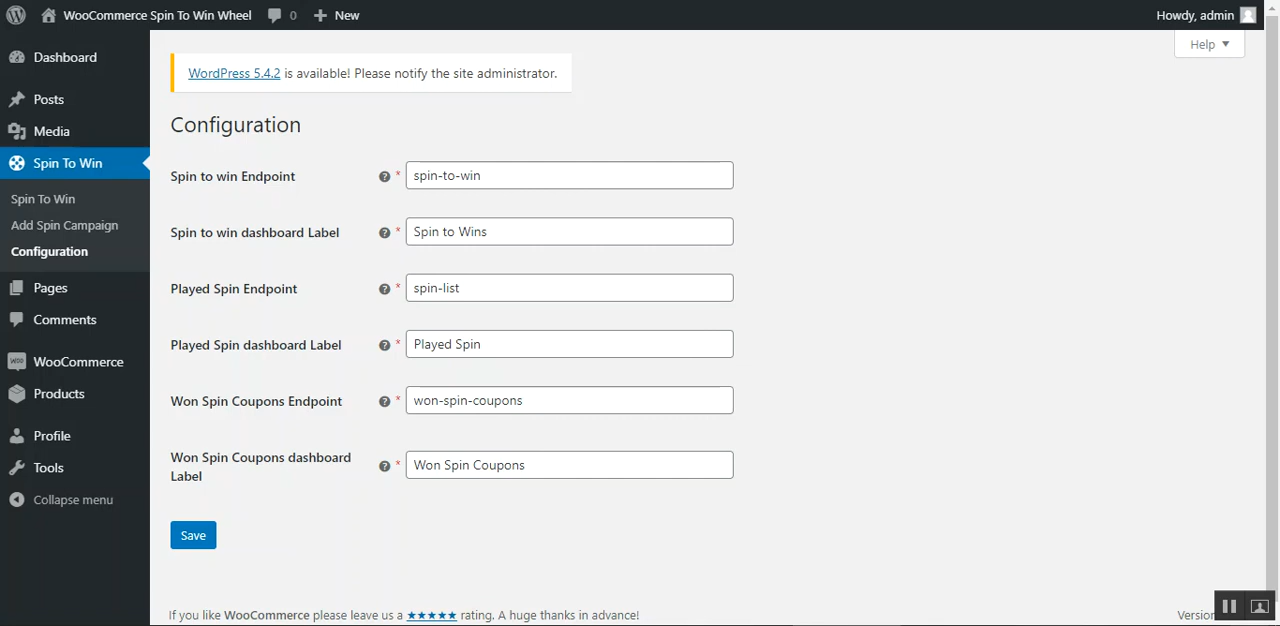 WooCommerce Spin To Win Wheel 0 New Howdy, admin
Help
Dashboard
Posts
Media
Spin To Win
Spin To Win
Add Spin Campaign
Configuration
Pages
Comments
WooCommerce
Products
Profile
Tools
Collapse menu
WordPress 5.4.2 is available! Please notify the site administrator.
Configuration
Spin to win Endpoint * spin-to-win
Spin to win dashboard Label * Spin to Wins
Played Spin Endpoint * spin-list
Played Spin dashboard Label * Played Spin
Won Spin Coupons Endpoint * won-spin-coupons
Won Spin Coupons dashboard
Label * Won Spin Coupons
Save
If you like WooCommerce please leave us a ★★★★★ rating. A huge thanks in advance!